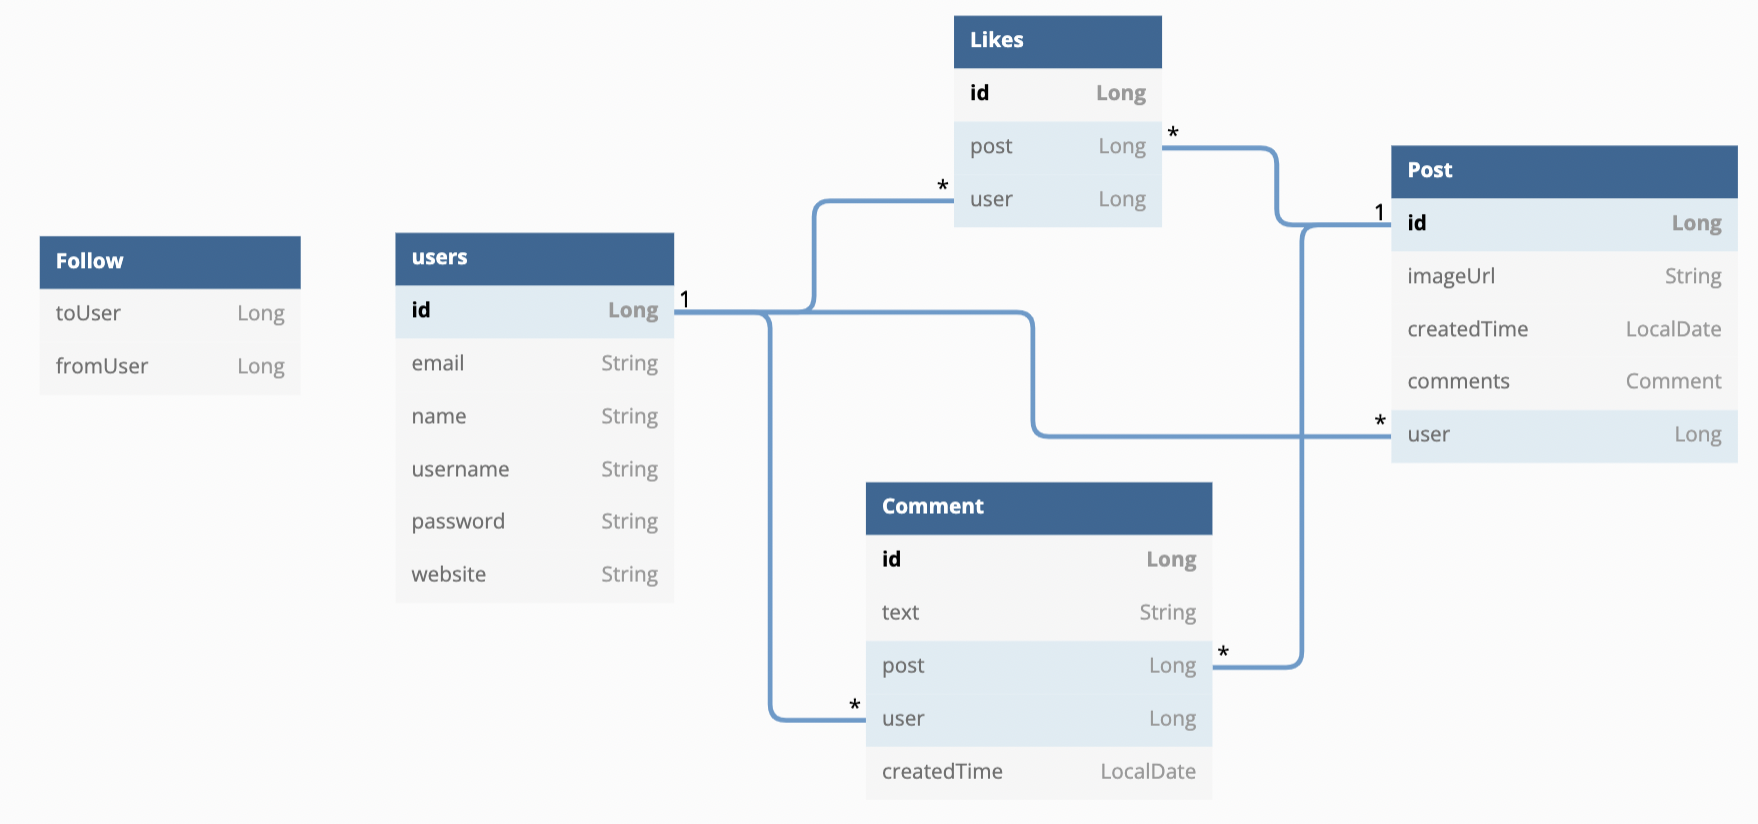 Likes
id Long
post Long
user Long
*
*
Post
id Long
imageUrl String
createdTime LocalDate
comments Comment
user Long
1
*
Follow
toUser Long
fromUser Long
users
id Long
email String
name String
username String
password String
website String
1
Comment
id Long
text String
post Long
user Long
createdTime LocalDate
*
*